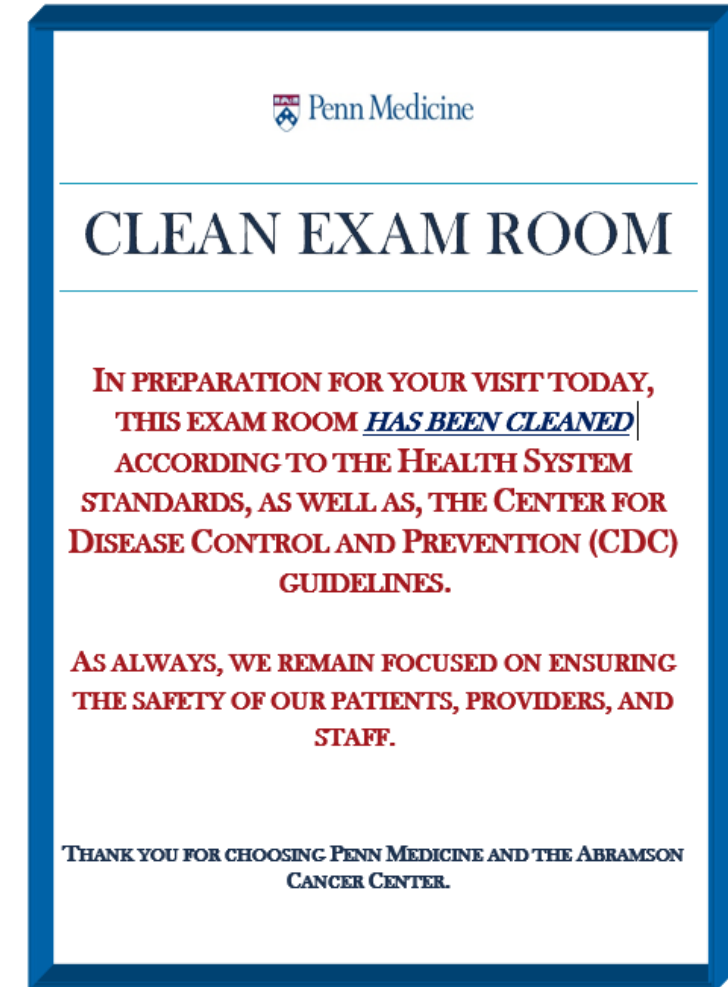 Penn Medicine
CLEAN EXAM ROOM
IN PREPARATION FOR YOUR VISIT TODAY,
THIS EXAM ROOM HAS BEEN CLEANED
ACCORDING TO THE HEALTH SYSTEM
STANDARDS, AS WELL AS, THE CENTER FOR
DISEASE CONTROL AND PREVENTION (CDC)
GUIDELINES.
AS ALWAYS, WE REMAIN FOCUSED ON ENSURING
THE SAFETY OF OUR PATIENTS, PROVIDERS, AND
STAFF.
THANK YOU FOR CHOOSING PENN MEDICINE AND THE ABRAMSON
CANCER CENTER.